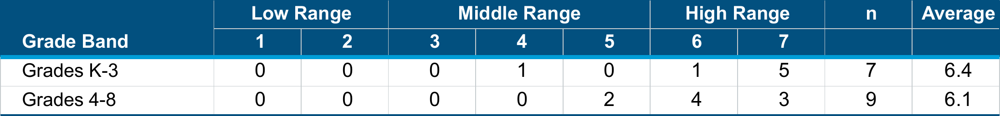 Low Range Middle Range High Range n Average
Grade Band 1 2 3 4 5 6 7
Grades K-3 0 0 0 1 0 1 5 7 6.4
Grades 4-8 0 0 0 0 2 4 3 9 6.1